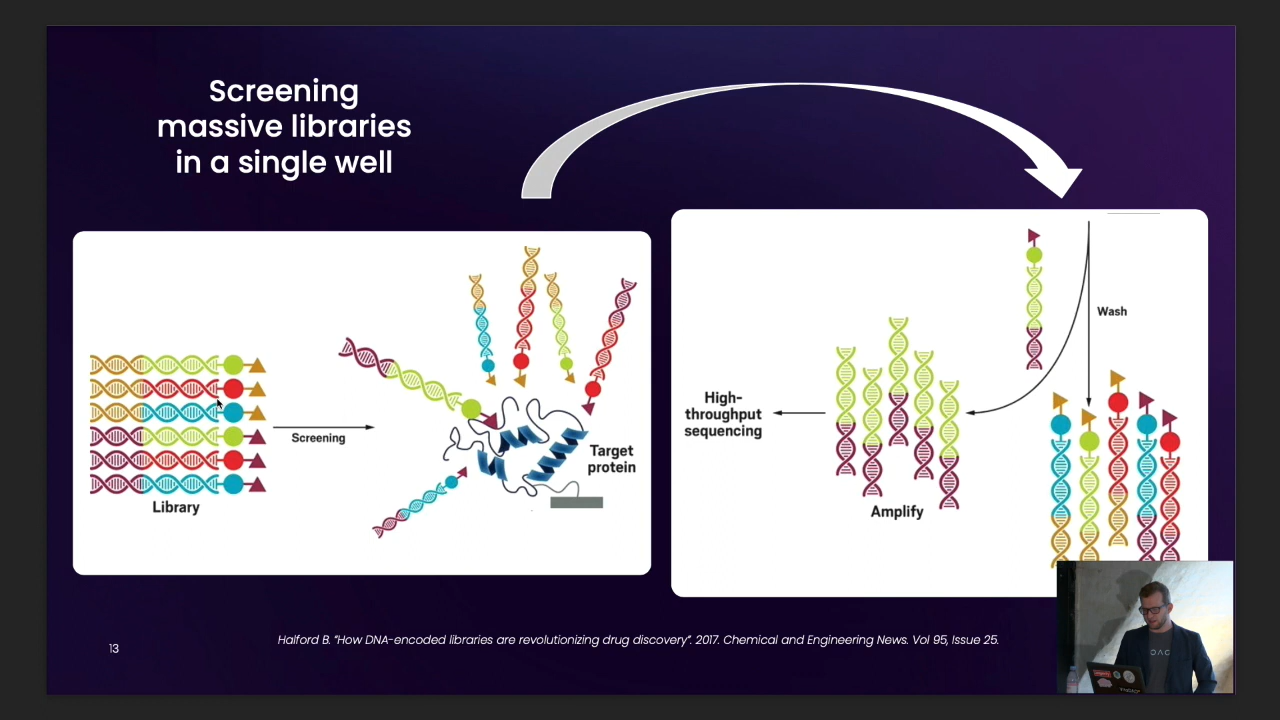 Screening
massive libraries
in a single well
Library
Screening
Target
protein
Wash
High-
throughput
sequencing
Amplify
Halford B. "How DNA-encoded libraries are revolutionizing drug discovery". 2017. Chemical and Engineering News. Vol 95, Issue 25.
13